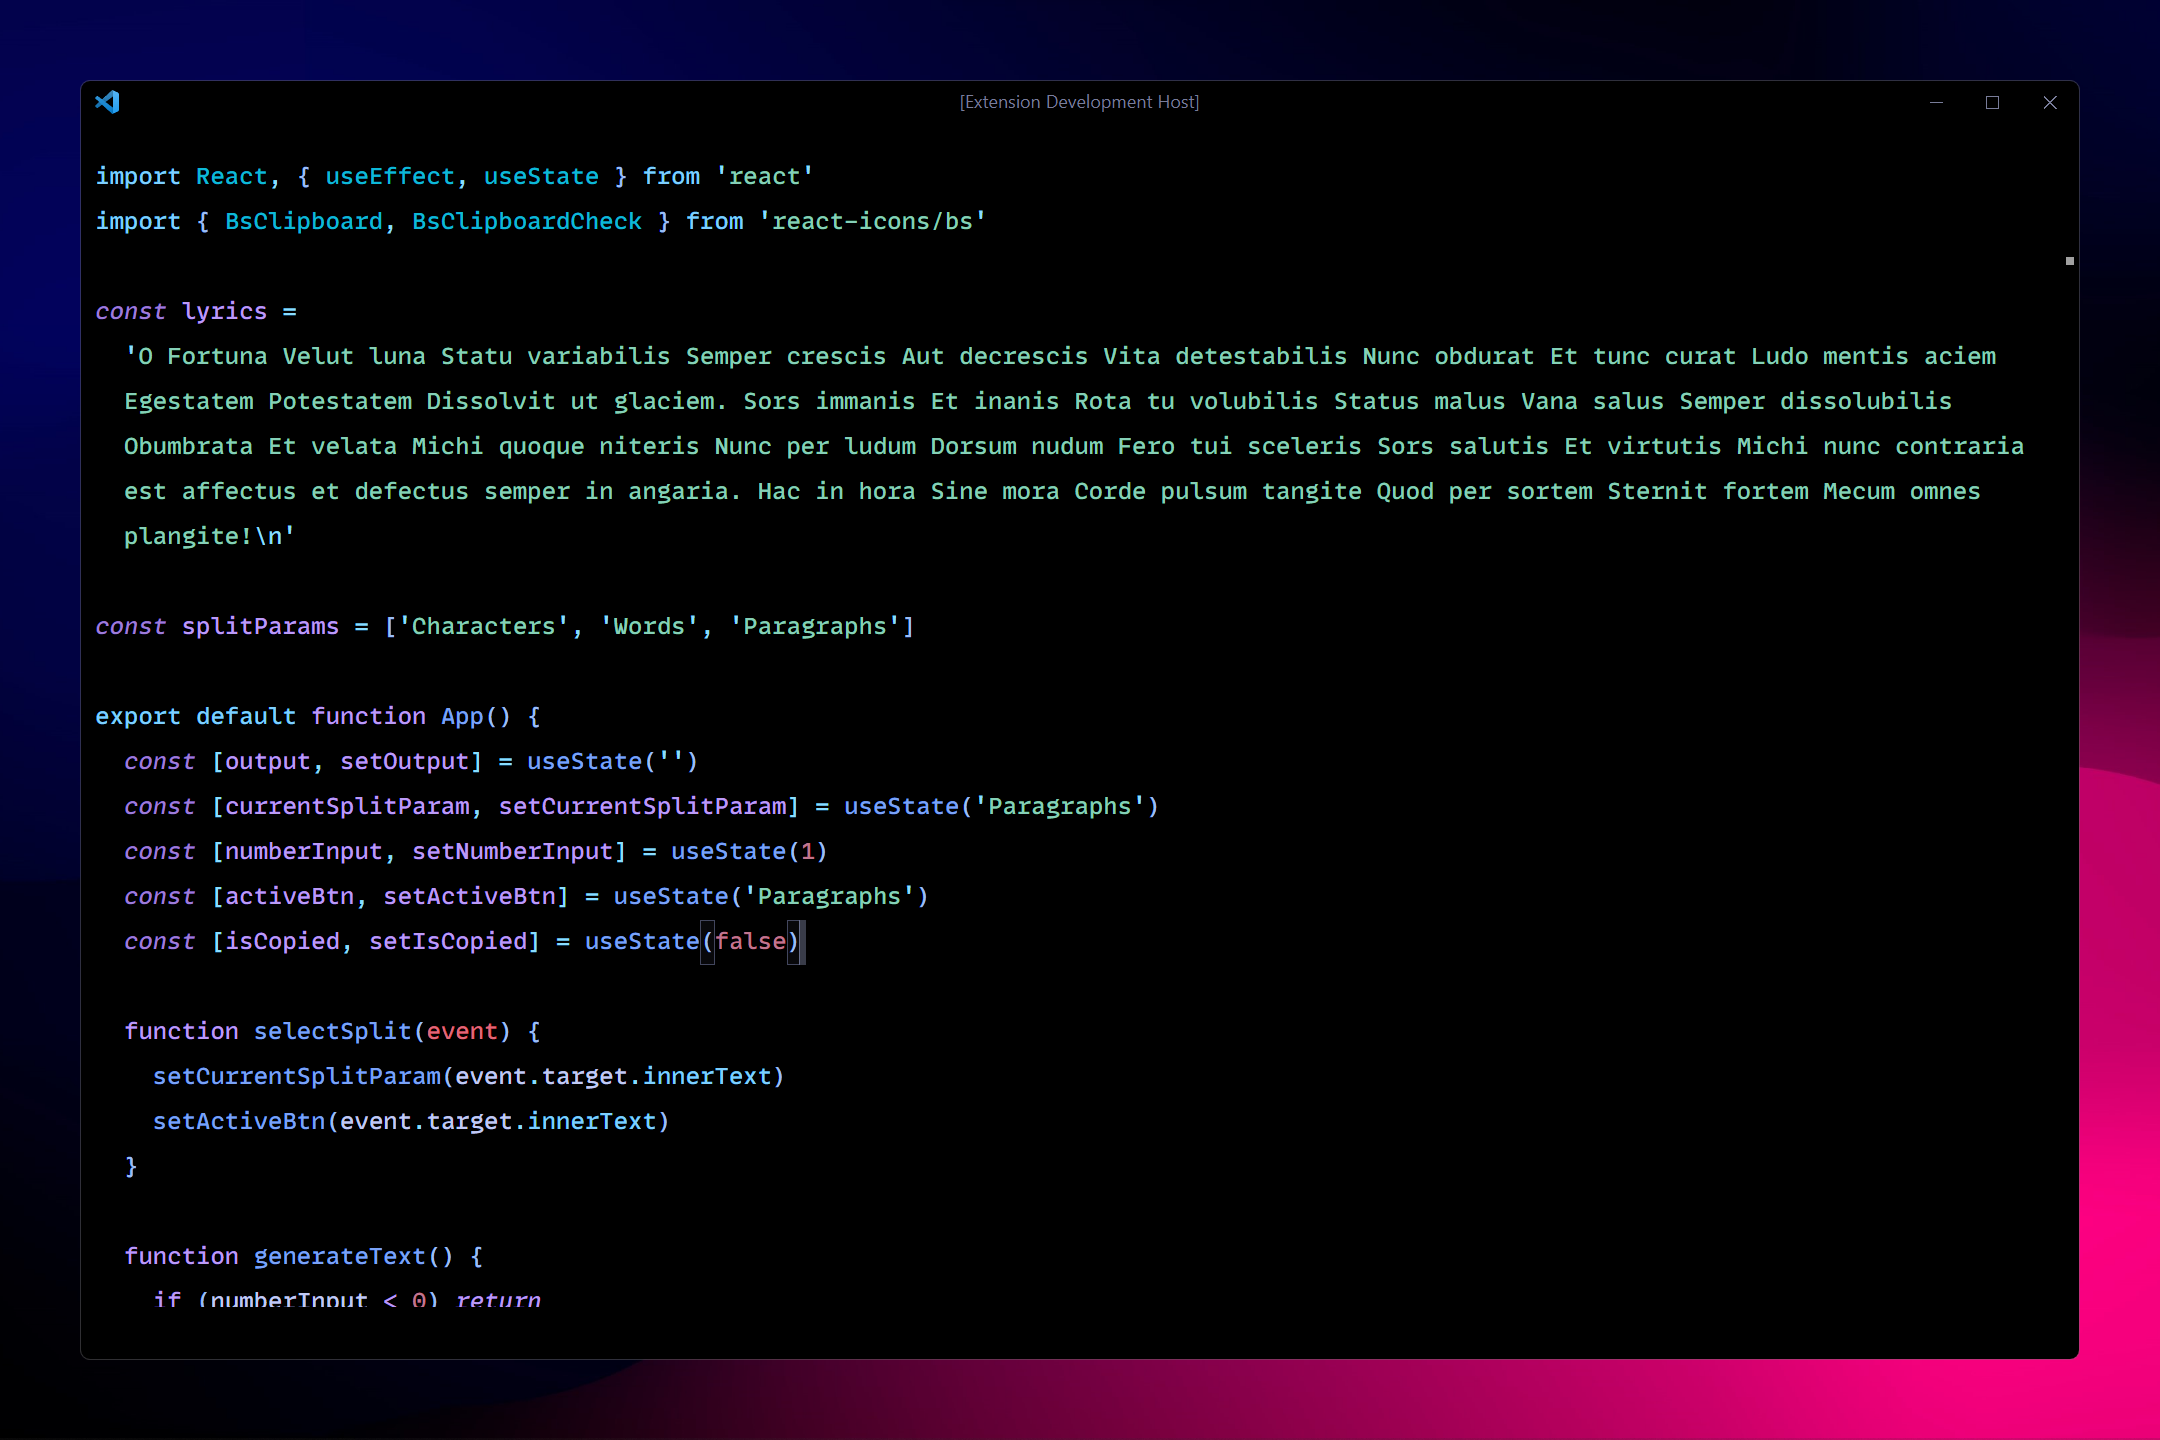 [Extension Development Host]
import React, { useEffect, useState } from 'react'
import { BsClipboard, BsClipboardCheck } from 'react-icons/bs'
const lyrics =
'O Fortuna Velut luna Statu variabilis Semper crescis Aut decrescis Vita detestabilis Nunc obdurat Et tunc curat Ludo mentis aciem
Egestatem Potestatem Dissolvit ut glaciem. Sors immanis Et inanis Rota tu volubilis Status malus Vana salus Semper dissolubilis
Obumbrata Et velata Michi quoque niteris Nunc per ludum Dorsum nudum Fero tui sceleris Sors salutis Et virtutis Michi nunc contraria
est affectus et defectus semper in angaria. Hac in hora Sine mora Corde pulsum tangite Quod per sortem Sternit fortem Mecum omnes
plangite!\n'
const splitParams = ['Characters', 'Words', 'Paragraphs']
export default function App() {
const [output, setOutput] = useState('')
const [currentSplitParam, setCurrentSplitParam] = useState('Paragraphs')
const [numberInput, setNumberInput] = useState(1)
const [activeBtn, setActiveBtn] = useState('Paragraphs')
const [isCopied, setIsCopied] = useState(false)
function selectSplit(event) {
setCurrentSplitParam(event.target.innerText)
setActiveBtn(event.target.innerText)
}
function generateText() {
if (numberInput < 0) return